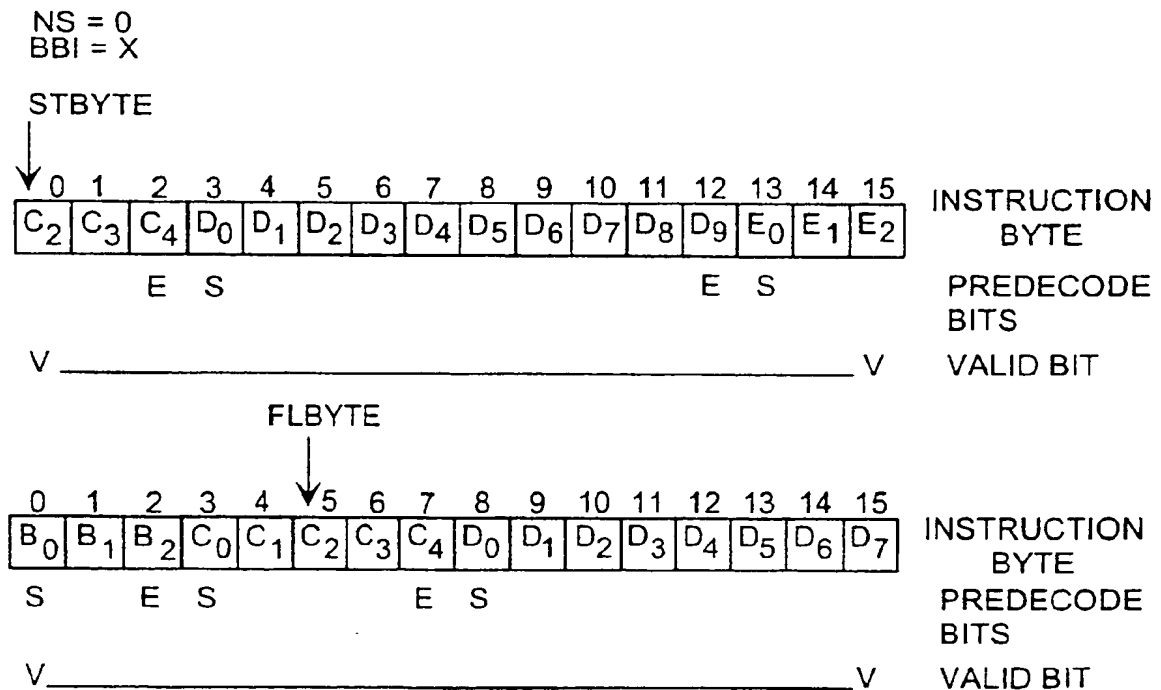 NS = 0
BBI = X
STBYTE
0 1 2 3 4 5 6 7 8 9 10 11 12 13 14 15
C2 C3 C4 D0 D1 D2 D3 D4 D5 D6 D7 D8 D9 E0 E1 E2 INSTRUCTION
BYTE
E S E S PREDECODE
BITS
V V VALID BIT
FLBYTE
0 1 2 3 4 5 6 7 8 9 10 11 12 13 14 15
B0 B1 B2 C0 C1 C2 C3 C4 D0 D1 D2 D3 D4 D5 D6 D7 INSTRUCTION
BYTE
S E S E S PREDECODE
BITS
V V VALID BIT